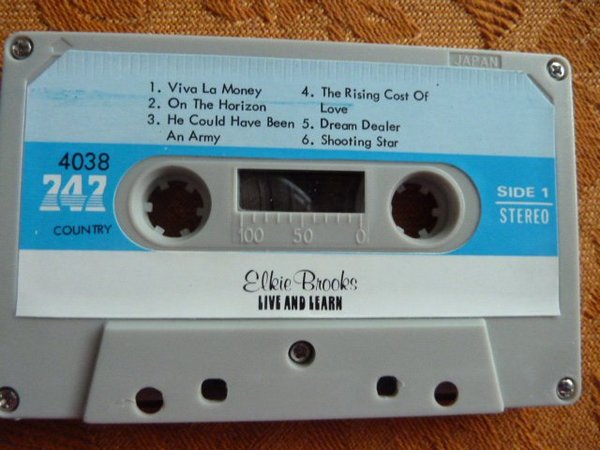 JAPAN
1. Viva La Money
2. On The Horizon
3. He Could Have Been
An Army
4. The Rising Cost Of
Love
5. Dream Dealer
6. Shooting Star
4038
747
COUNTRY
100 50 0
SIDE 1
STEREO
Elkie Brooks
LIVE AND LEARN